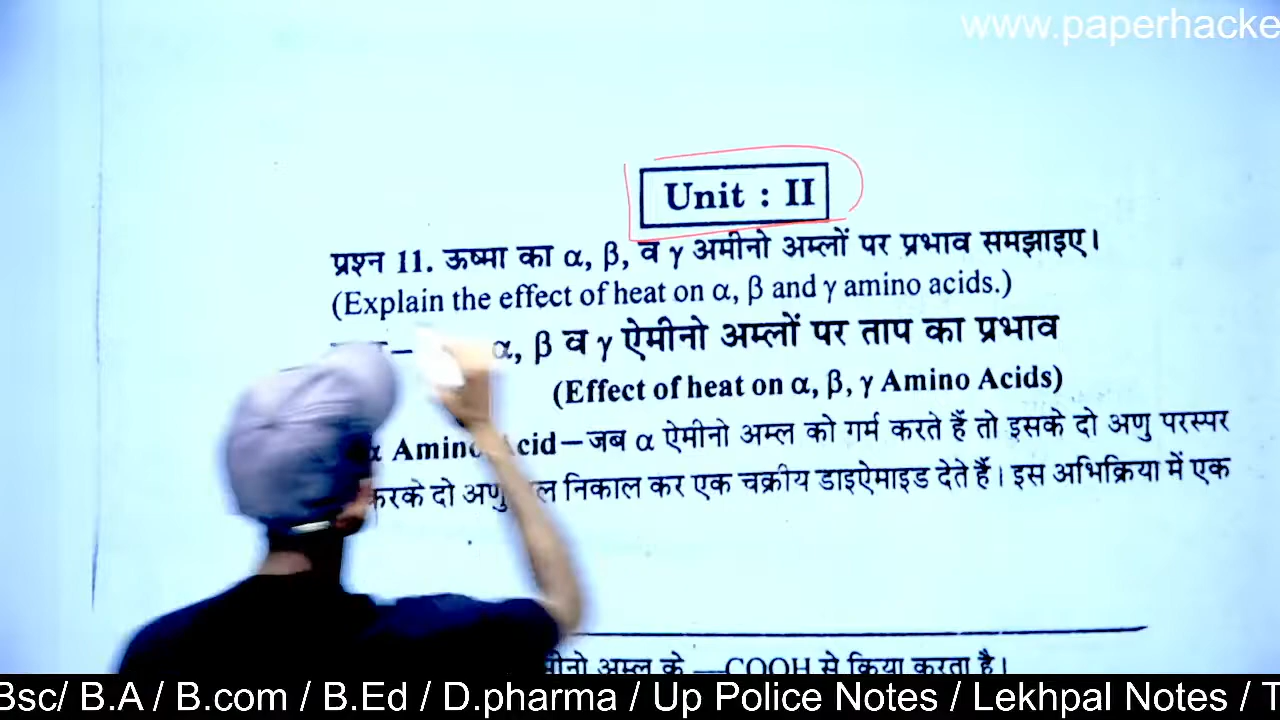 www.paperhacke
Unit : II
प्रश्न 11. ऊष्मा का α, β, व γ अमीनो अम्लों पर प्रभाव समझाइए।
(Explain the effect of heat on α, β and γ amino acids.)
– α, β व γ ऐमीनो अम्लों पर ताप का प्रभाव
(Effect of heat on α, β, γ Amino Acids)
α Amino cid–जब α ऐमीनो अम्ल को गर्म करते हैं तो इसके दो अणु परस्पर
करके दो अणु ल निकाल कर एक चक्रीय डाइऐमाइड देते हैं। इस अभिक्रिया में एक
मीनो अम्ल के —COOH से किया करता है।
Bsc/ B.A / B.com / B.Ed / D.pharma / Up Police Notes / Lekhpal Notes / T